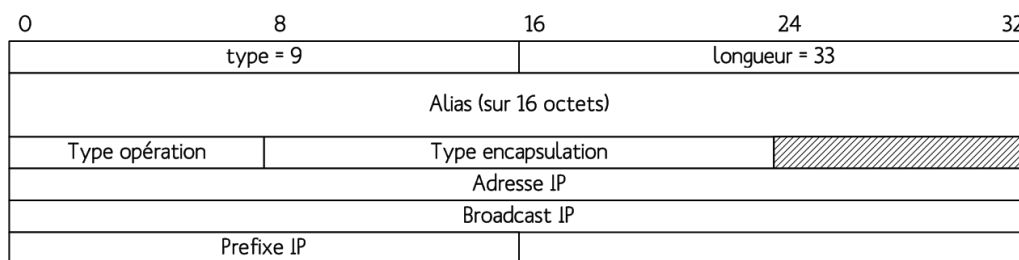 0 8 16 24 32
type = 9 longueur = 33
Alias (sur 16 octets)
Type opération Type encapsulation
Adresse IP
Broadcast IP
Prefixe IP